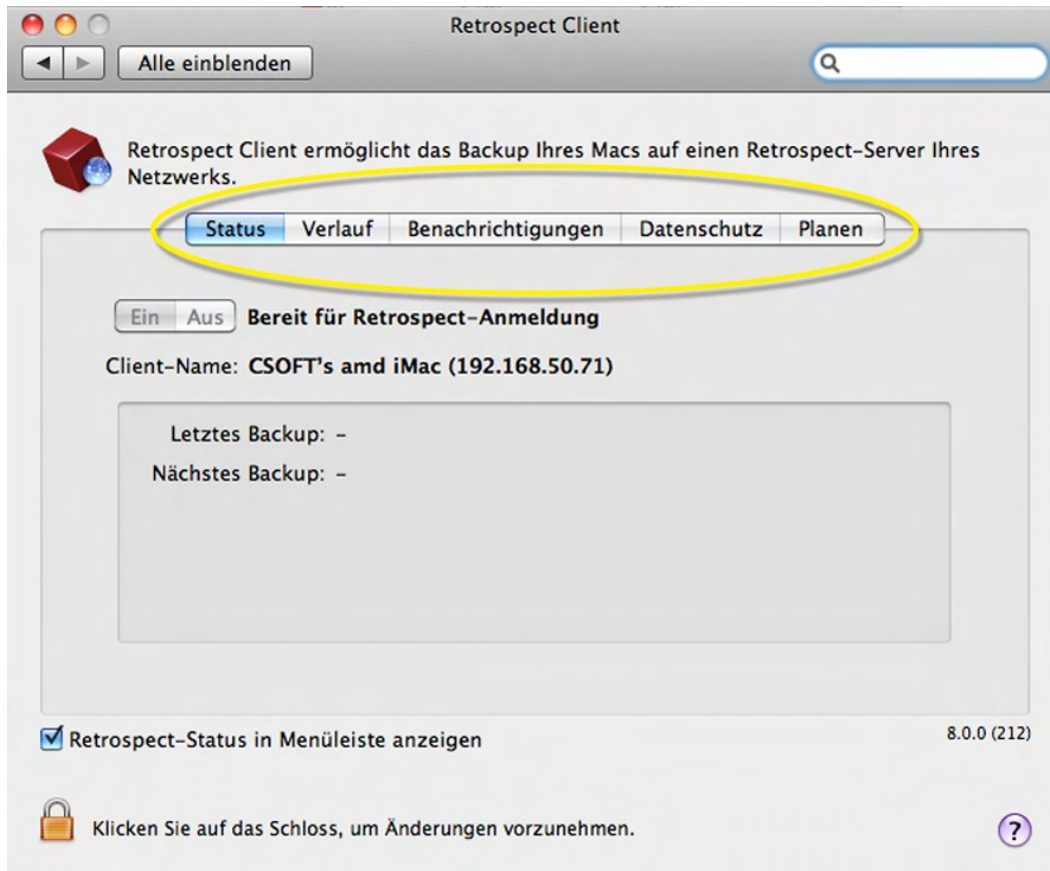 Retrospect Client
Alle einblenden
Retrospect Client ermöglicht das Backup Ihres Macs auf einen Retrospect-Server Ihres
Netzwerks.
Status Verlauf Benachrichtigungen Datenschutz Planen
Ein Aus Bereit für Retrospect-Anmeldung
Client-Name: CSOFT's amd iMac (192.168.50.71)
Letztes Backup: –
Nächstes Backup: –
Retrospect-Status in Menüleiste anzeigen
8.0.0 (212)
Klicken Sie auf das Schloss, um Änderungen vorzunehmen.
?